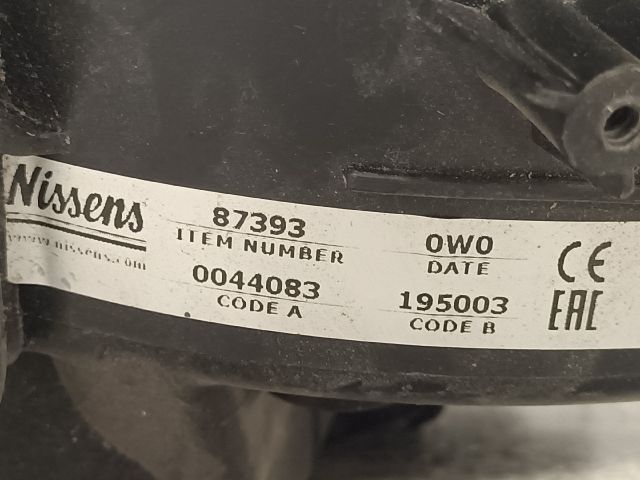 Nissens
www.nissens.com
87393
ITEM NUMBER
0044083
CODE A
0W0
DATE
195003
CODE B
CE
EAC